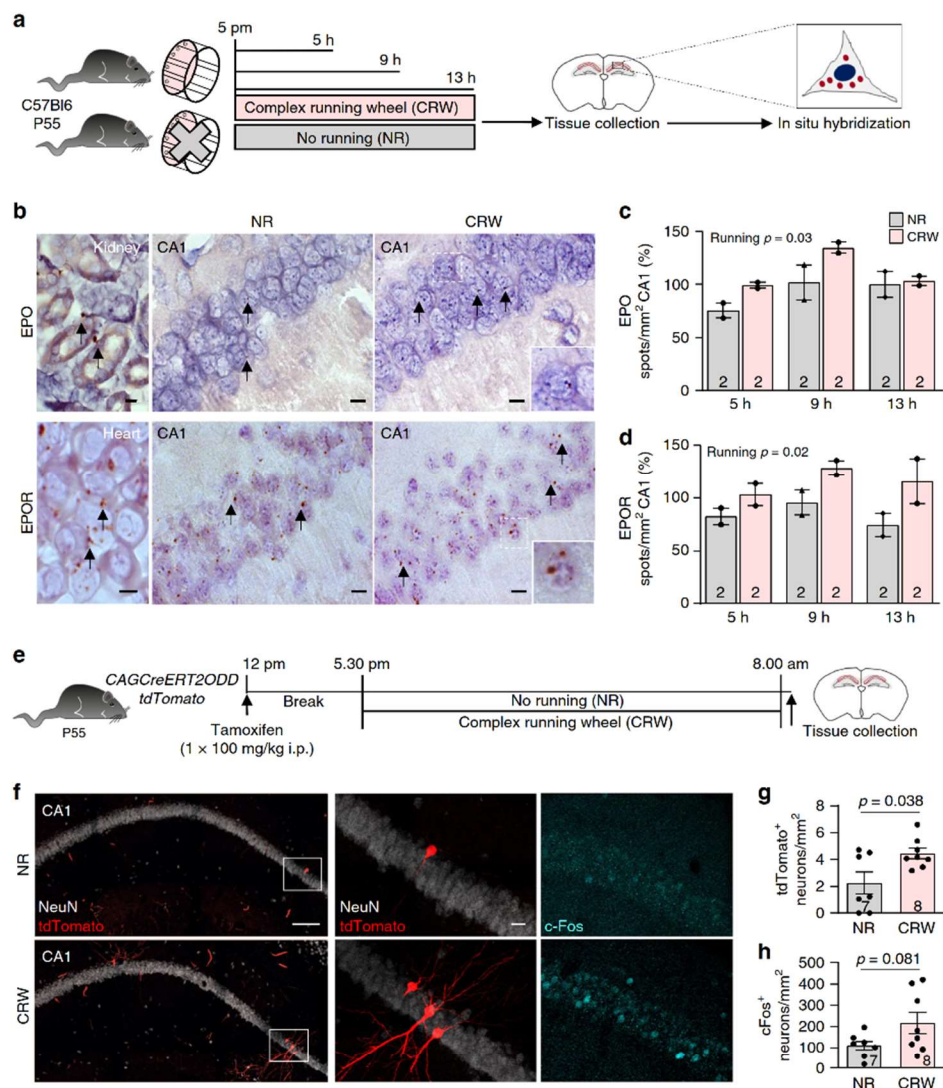 a
5 pm
5 h
9 h
13 h
C57Bl6
P55
Complex running wheel (CRW)
No running (NR)
Tissue collection
In situ hybridization
b
NR
CRW
Kidney
CA1
CA1
EPO
Heart
CA1
CA1
EPOR
c
NR
CRW
Running p = 0.03
EPO
spots/mm² CA1 (%)
150
100
50
0
2 2 2 2 2 2
5 h 9 h 13 h
d
Running p = 0.02
EPOR
spots/mm² CA1 (%)
150
100
50
0
2 2 2 2 2 2
5 h 9 h 13 h
e
12 pm
5.30 pm
8.00 am
CAGCreERT2ODD
tdTomato
Break
No running (NR)
Complex running wheel (CRW)
P55
Tamoxifen
(1 × 100 mg/kg i.p.)
Tissue collection
f
CA1
NR
NeuN
tdTomato
NeuN
tdTomato
c-Fos
CA1
CRW
g
p = 0.038
tdTomato⁺
neurons/mm2
8
6
4
2
0
7 8
NR CRW
h
p = 0.081
cFos⁺
neurons/mm2
500
400
300
200
100
0
7 8
NR CRW